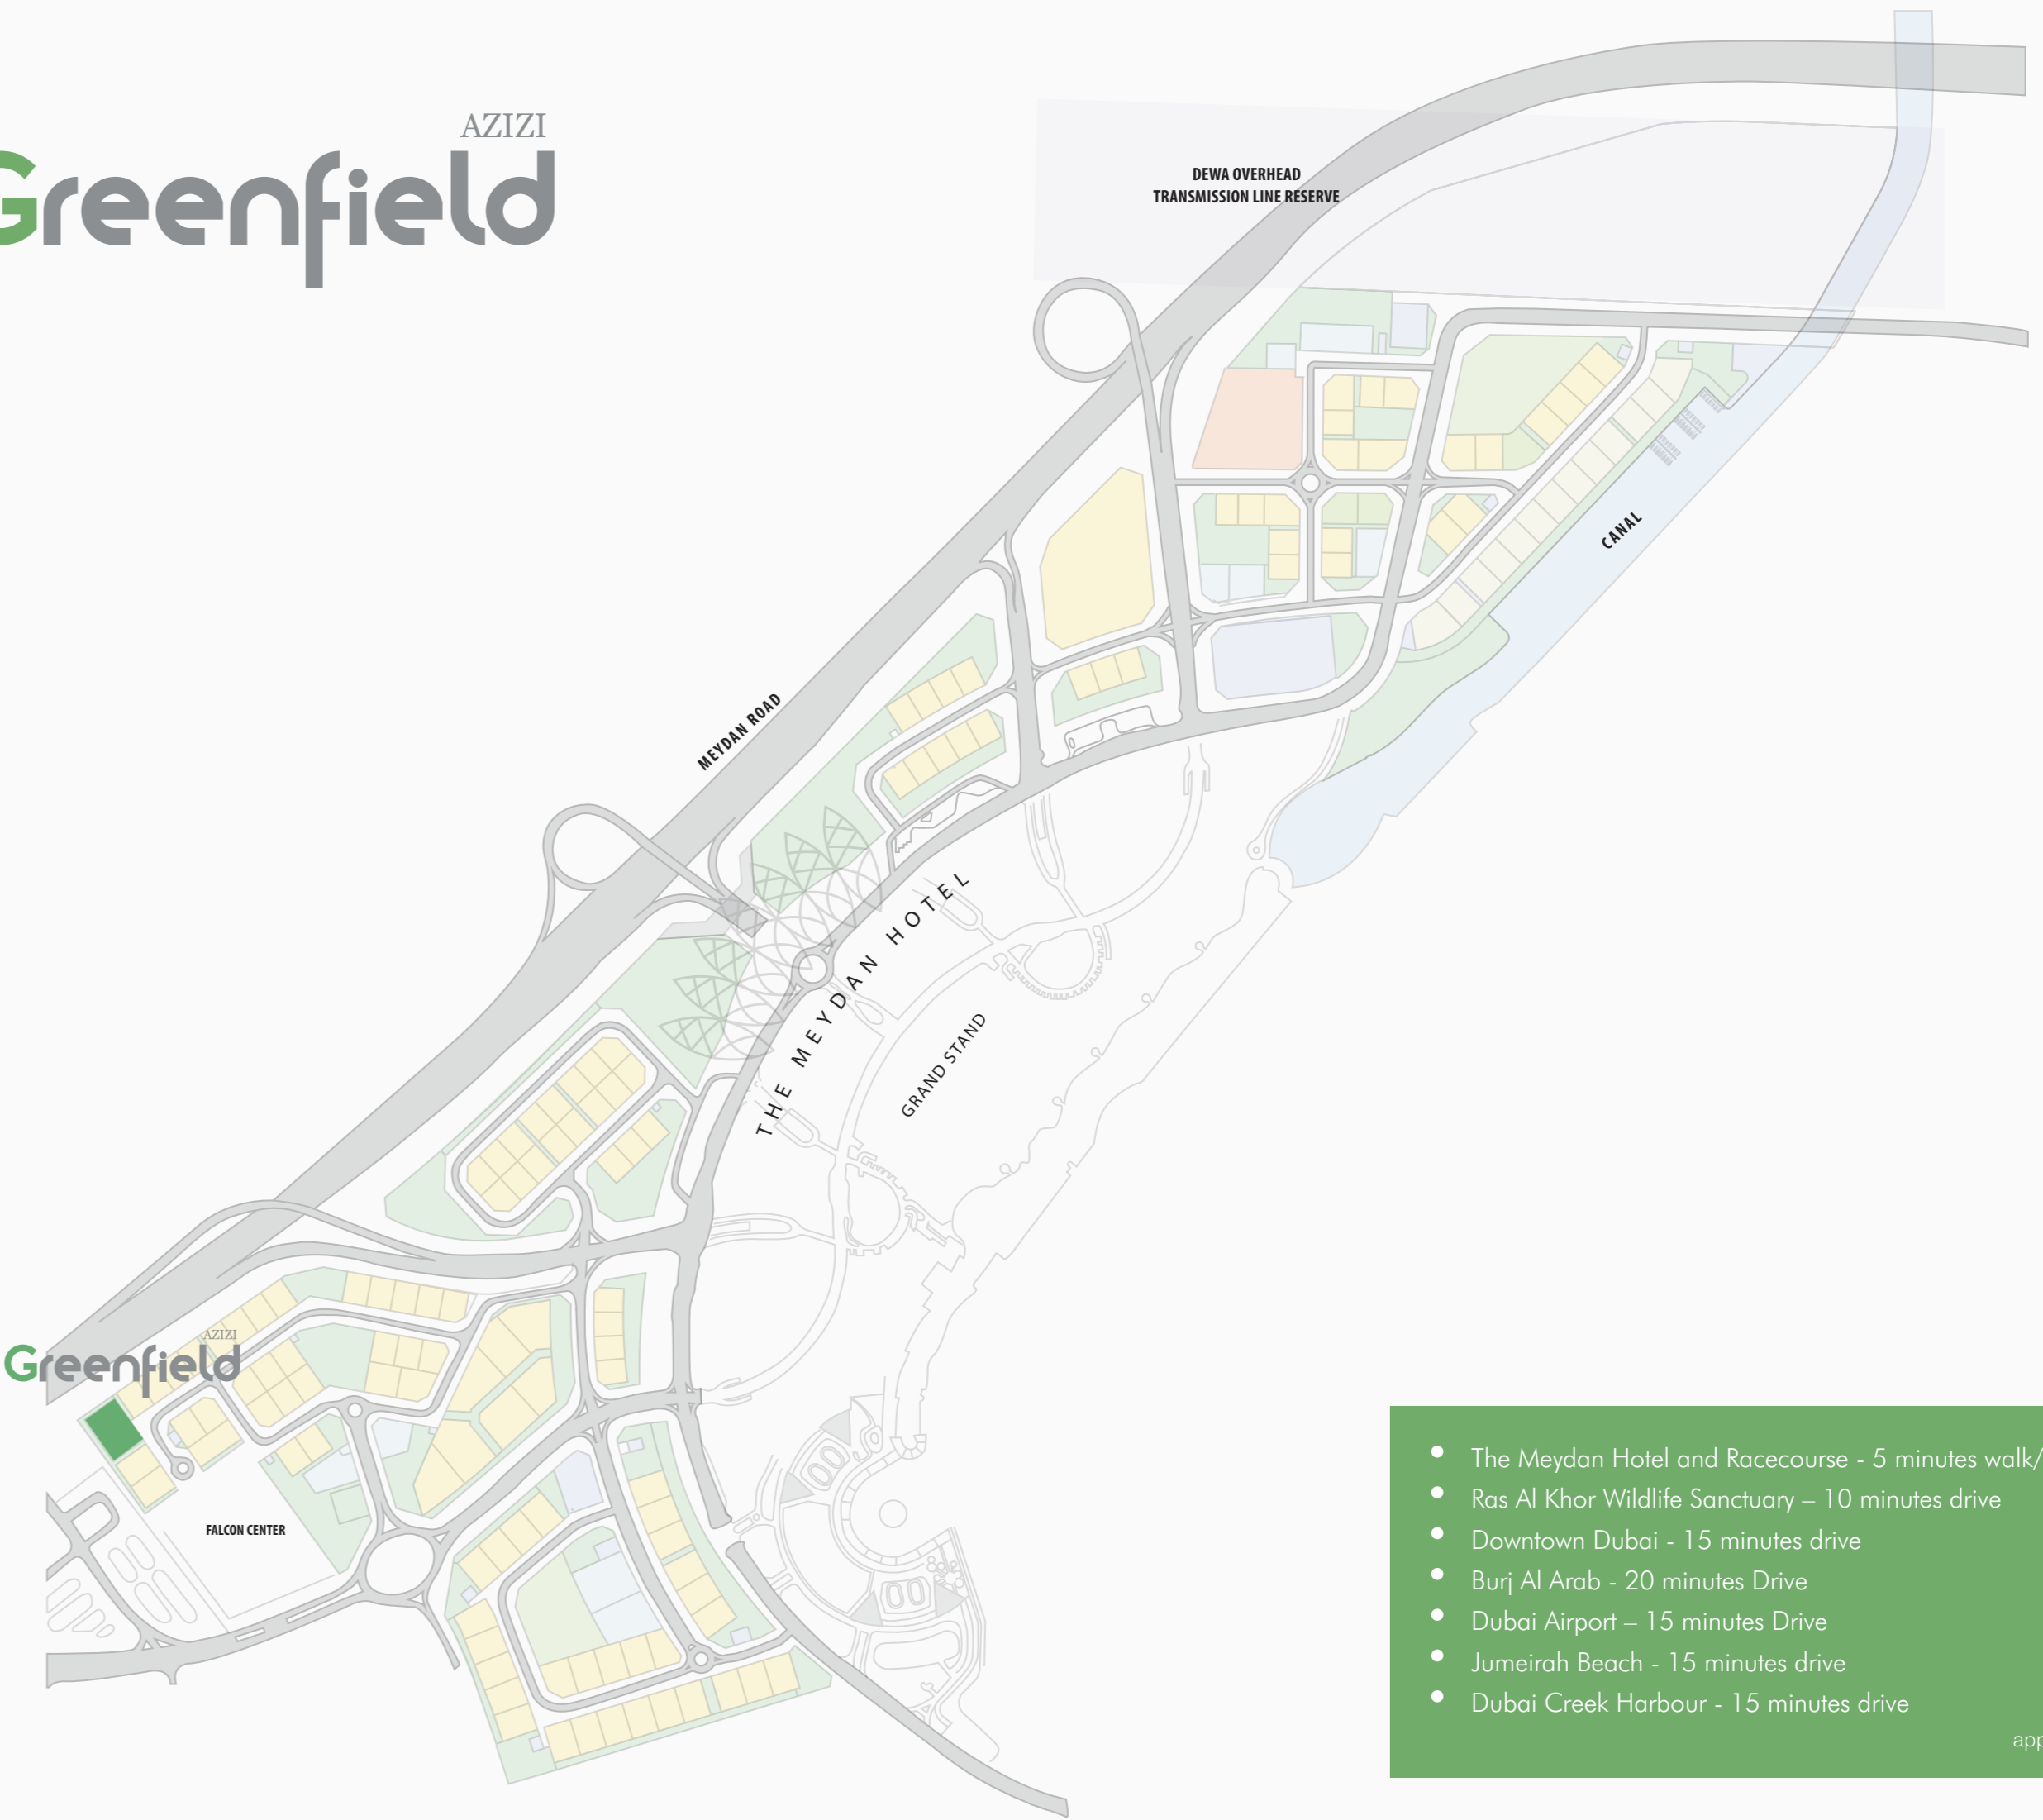 AZIZI
Greenfield
DEWA OVERHEAD
TRANSMISSION LINE RESERVE
CANAL
MEYDAN ROAD
THE MEYDAN HOTEL
GRAND STAND
AZIZI
Greenfield
FALCON CENTER
• The Meydan Hotel and Racecourse - 5 minutes walk/
• Ras Al Khor Wildlife Sanctuary – 10 minutes drive
• Downtown Dubai - 15 minutes drive
• Burj Al Arab - 20 minutes Drive
• Dubai Airport – 15 minutes Drive
• Jumeirah Beach - 15 minutes drive
• Dubai Creek Harbour - 15 minutes drive